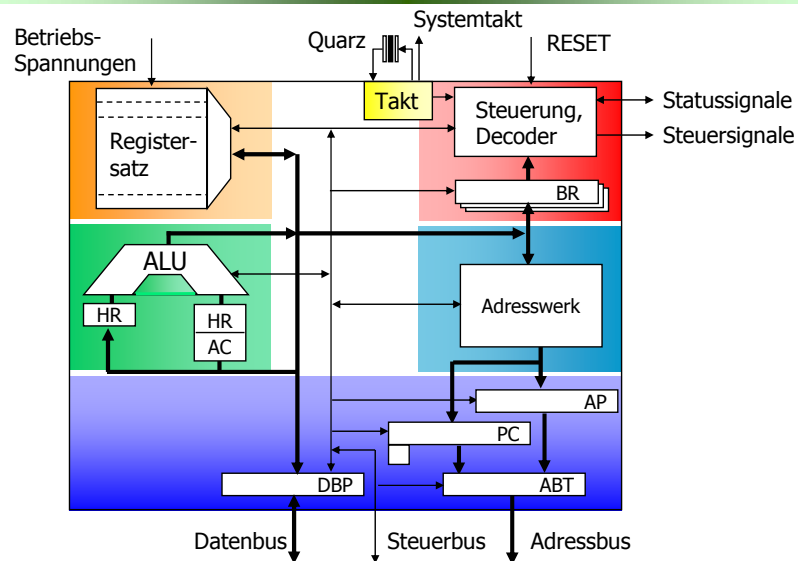 Systemtakt
Betriebs-
Spannungen
Quarz
RESET
Takt
Steuerung,
Decoder
Statussignale
Steuersignale
Register-
satz
BR
ALU
HR
HR
AC
Adresswerk
AP
PC
DBP
ABT
Datenbus
Steuerbus
Adressbus